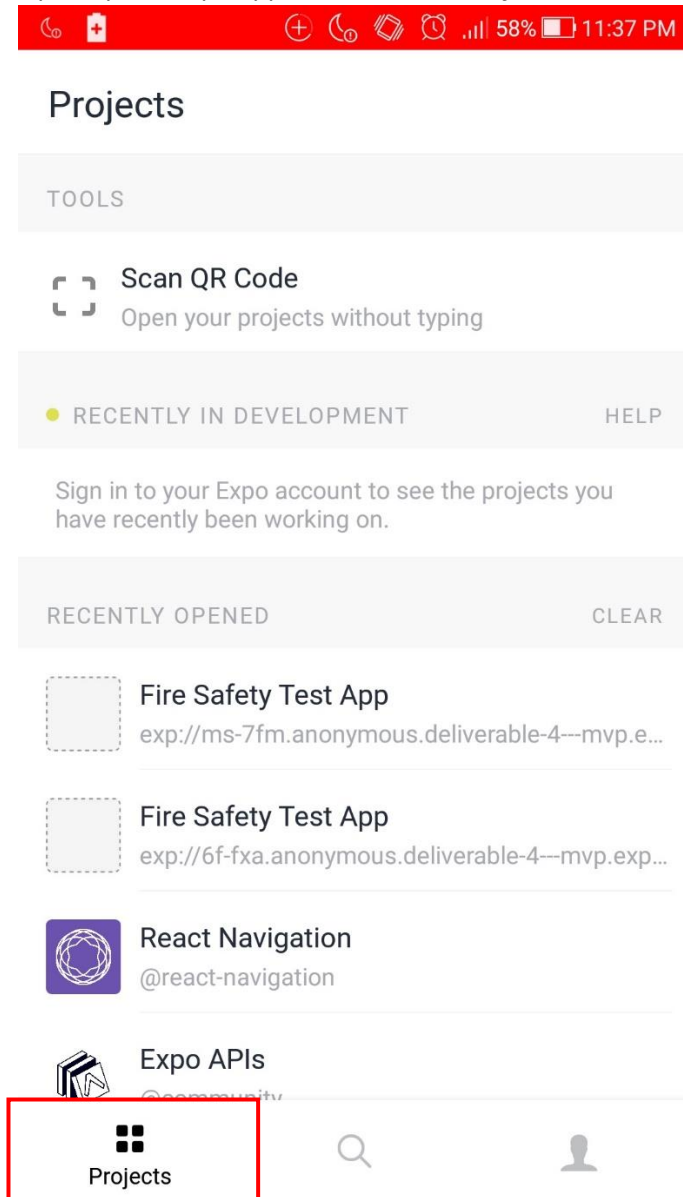 58% 11:37 PM
Projects
TOOLS
Scan QR Code
Open your projects without typing
RECENTLY IN DEVELOPMENT HELP
Sign in to your Expo account to see the projects you
have recently been working on.
RECENTLY OPENED CLEAR
Fire Safety Test App
exp://ms-7fm.anonymous.deliverable-4---mvp.e...
Fire Safety Test App
exp://6f-fxa.anonymous.deliverable-4---mvp.exp...
React Navigation
@react-navigation
Expo APIs
@community
Projects